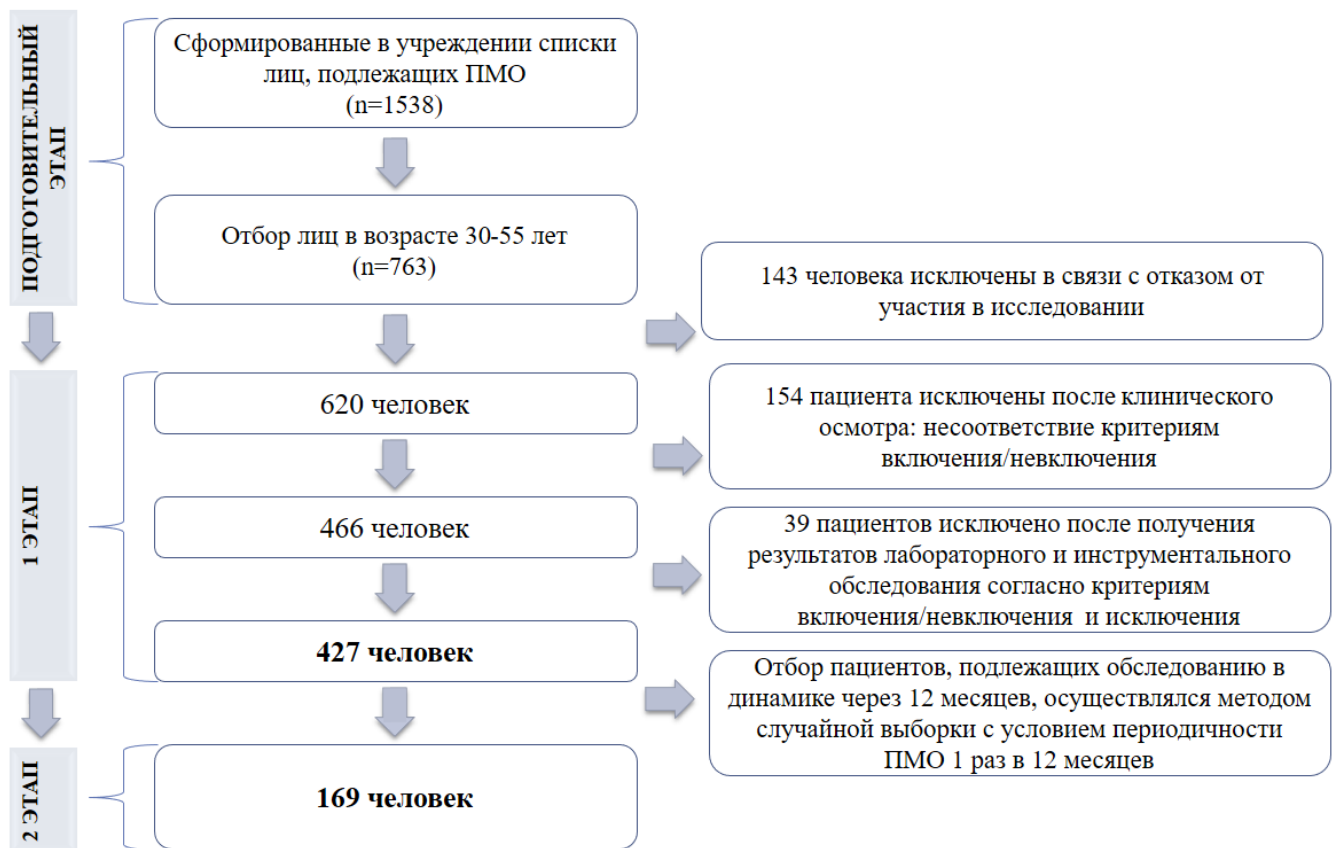 ПОДГОТОВИТЕЛЬНЫЙ
ЭТАП
Сформированные в учреждении списки
лиц, подлежащих ПМО
(n=1538)
Отбор лиц в возрасте 30-55 лет
(n=763)
143 человека исключены в связи с отказом от
участия в исследовании
1 ЭТАП
620 человек
154 пациента исключены после клинического
осмотра: несоответствие критериям
включения/невключения
466 человек
39 пациентов исключено после получения
результатов лабораторного и инструментального
обследования согласно критериям
включения/невключения и исключения
427 человек
Отбор пациентов, подлежащих обследованию в
динамике через 12 месяцев, осуществлялся методом
случайной выборки с условием периодичности
ПМО 1 раз в 12 месяцев
2 ЭТАП
169 человек